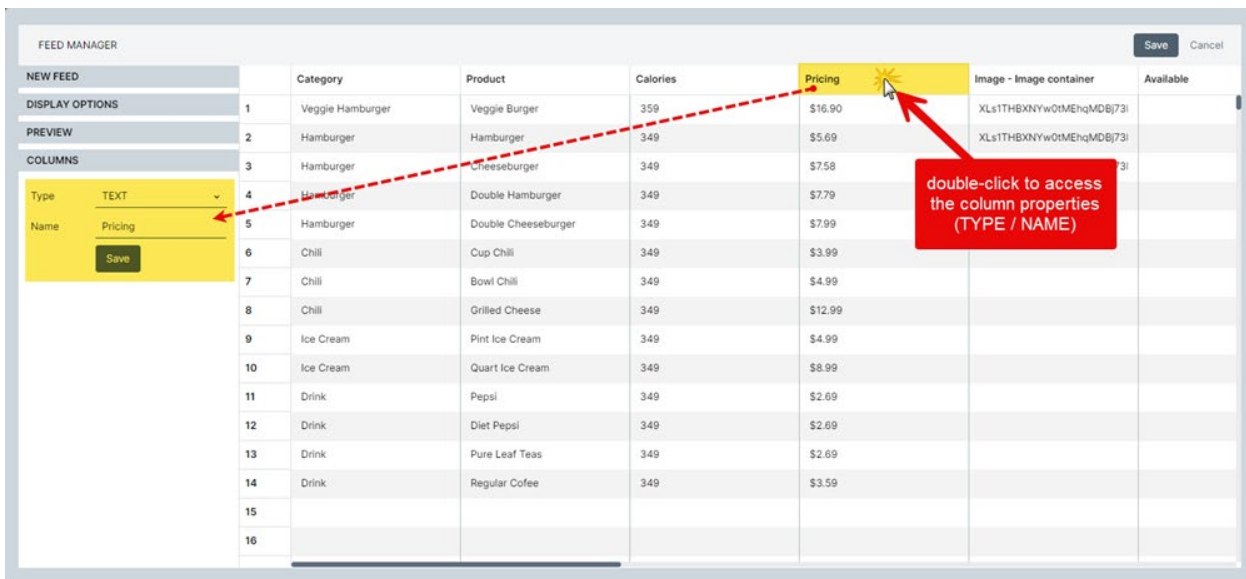 FEED MANAGER Save Cancel
NEW FEED Category Product Calories Pricing Image - Image container Available
DISPLAY OPTIONS 1 Veggie Hamburger Veggie Burger 359 $16.90 XLs1THBXNYw0tMEhqMDBj73l
PREVIEW 2 Hamburger Hamburger 349 $5.69 XLs1THBXNYw0tMEhqMDBj73l
COLUMNS 3 Hamburger Cheeseburger 349 $7.58 73l
Type TEXT 4 Hamburger Double Hamburger 349 $7.79
Name Pricing 5 Hamburger Double Cheeseburger 349 $7.99
double-click to access
the column properties
(TYPE / NAME)
Save 6 Chili Cup Chili 349 $3.99
7 Chili Bowl Chili 349 $4.99
8 Chili Grilled Cheese 349 $12.99
9 Ice Cream Pint Ice Cream 349 $4.99
10 Ice Cream Quart Ice Cream 349 $8.99
11 Drink Pepsi 349 $2.69
12 Drink Diet Pepsi 349 $2.69
13 Drink Pure Leaf Teas 349 $2.69
14 Drink Regular Cofee 349 $3.59
15
16